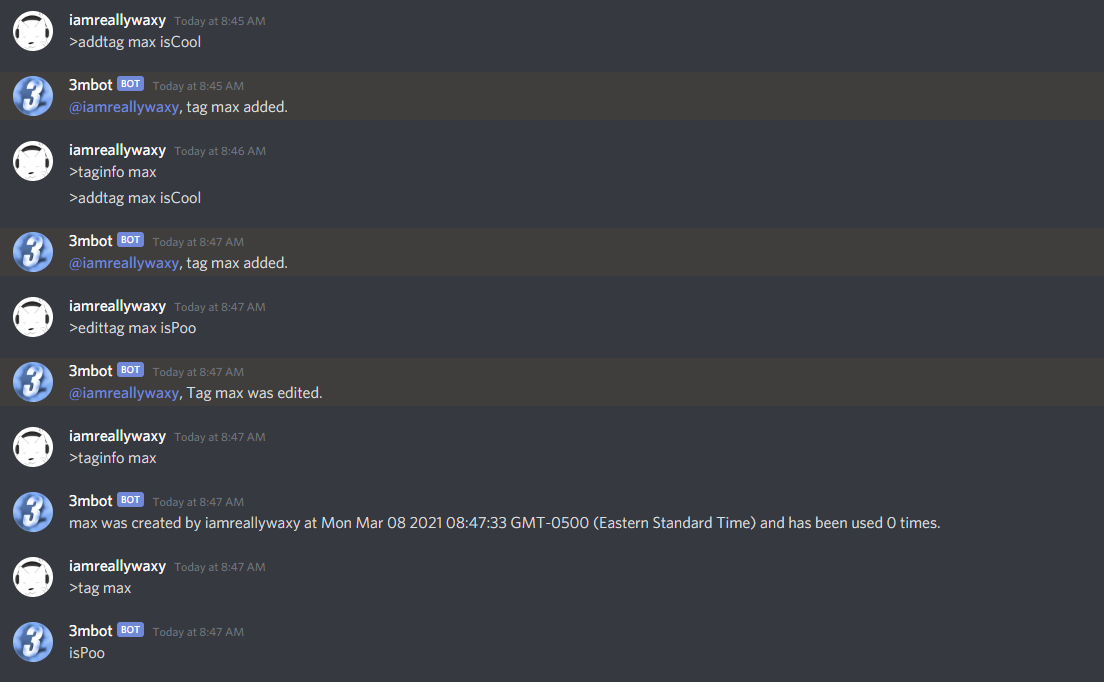 iamreallywaxy Today at 8:45 AM
>addtag max isCool
3 3mbot BOT Today at 8:45 AM
@iamreallywaxy, tag max added.
iamreallywaxy Today at 8:46 AM
>taginfo max
>addtag max isCool
3 3mbot BOT Today at 8:47 AM
@iamreallywaxy, tag max added.
iamreallywaxy Today at 8:47 AM
>edittag max isPoo
3 3mbot BOT Today at 8:47 AM
@iamreallywaxy, Tag max was edited.
iamreallywaxy Today at 8:47 AM
>taginfo max
3 3mbot BOT Today at 8:47 AM
max was created by iamreallywaxy at Mon Mar 08 2021 08:47:33 GMT-0500 (Eastern Standard Time) and has been used 0 times.
iamreallywaxy Today at 8:47 AM
>tag max
3 3mbot BOT Today at 8:47 AM
isPoo